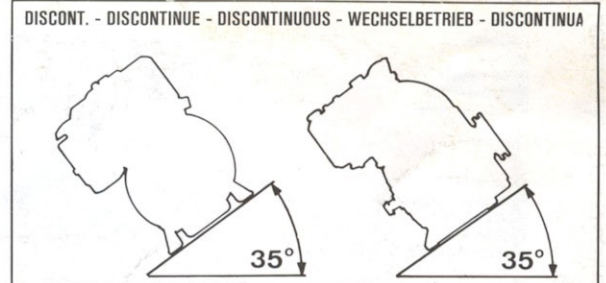 DISCONT. - DISCONTINUE - DISCONTINUOUS - WECHSELBETRIEB - DISCONTINUA
35° 35°